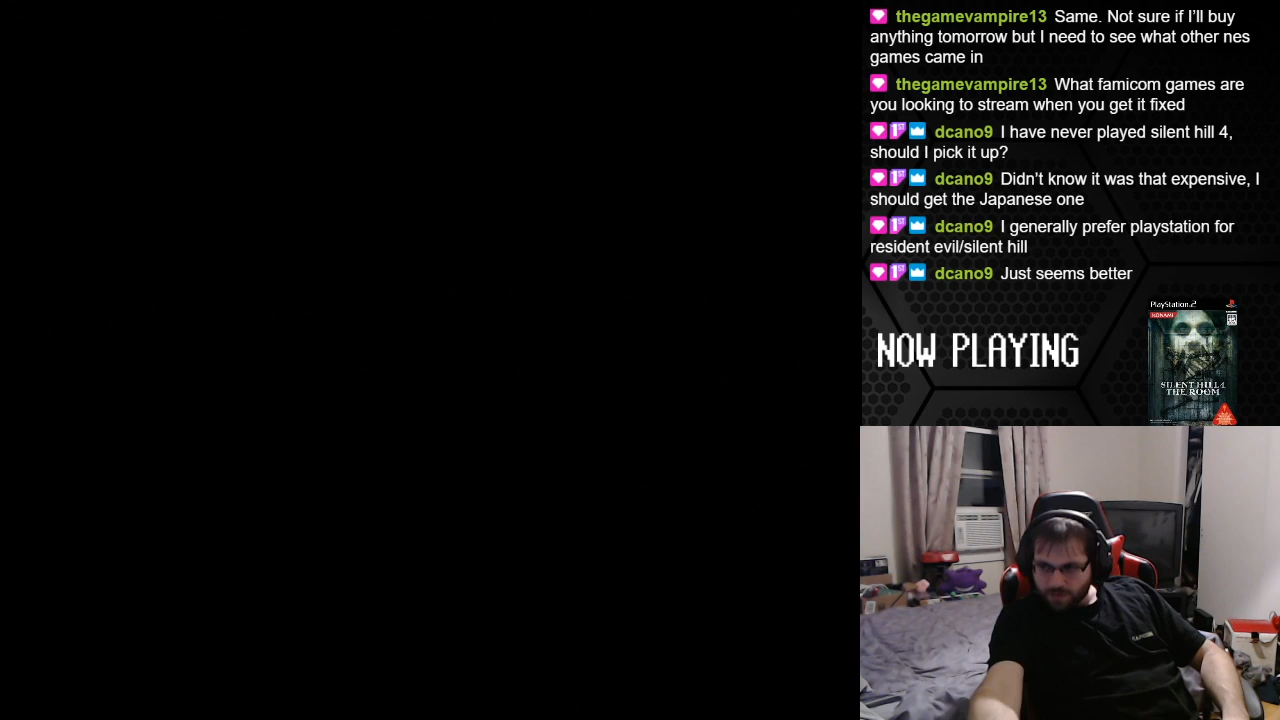 thegamevampire13 Same. Not sure if I’ll buy
anything tomorrow but I need to see what other nes
games came in
thegamevampire13 What famicom games are
you looking to stream when you get it fixed
1ST dcano9 I have never played silent hill 4,
should I pick it up?
1ST dcano9 Didn't know it was that expensive, I
should get the Japanese one
1ST dcano9 I generally prefer playstation for
resident evil/silent hill
1ST dcano9 Just seems better
NOW PLAYING
PlayStation.2
KONAMI
SILENT HILL 4
THE ROOM